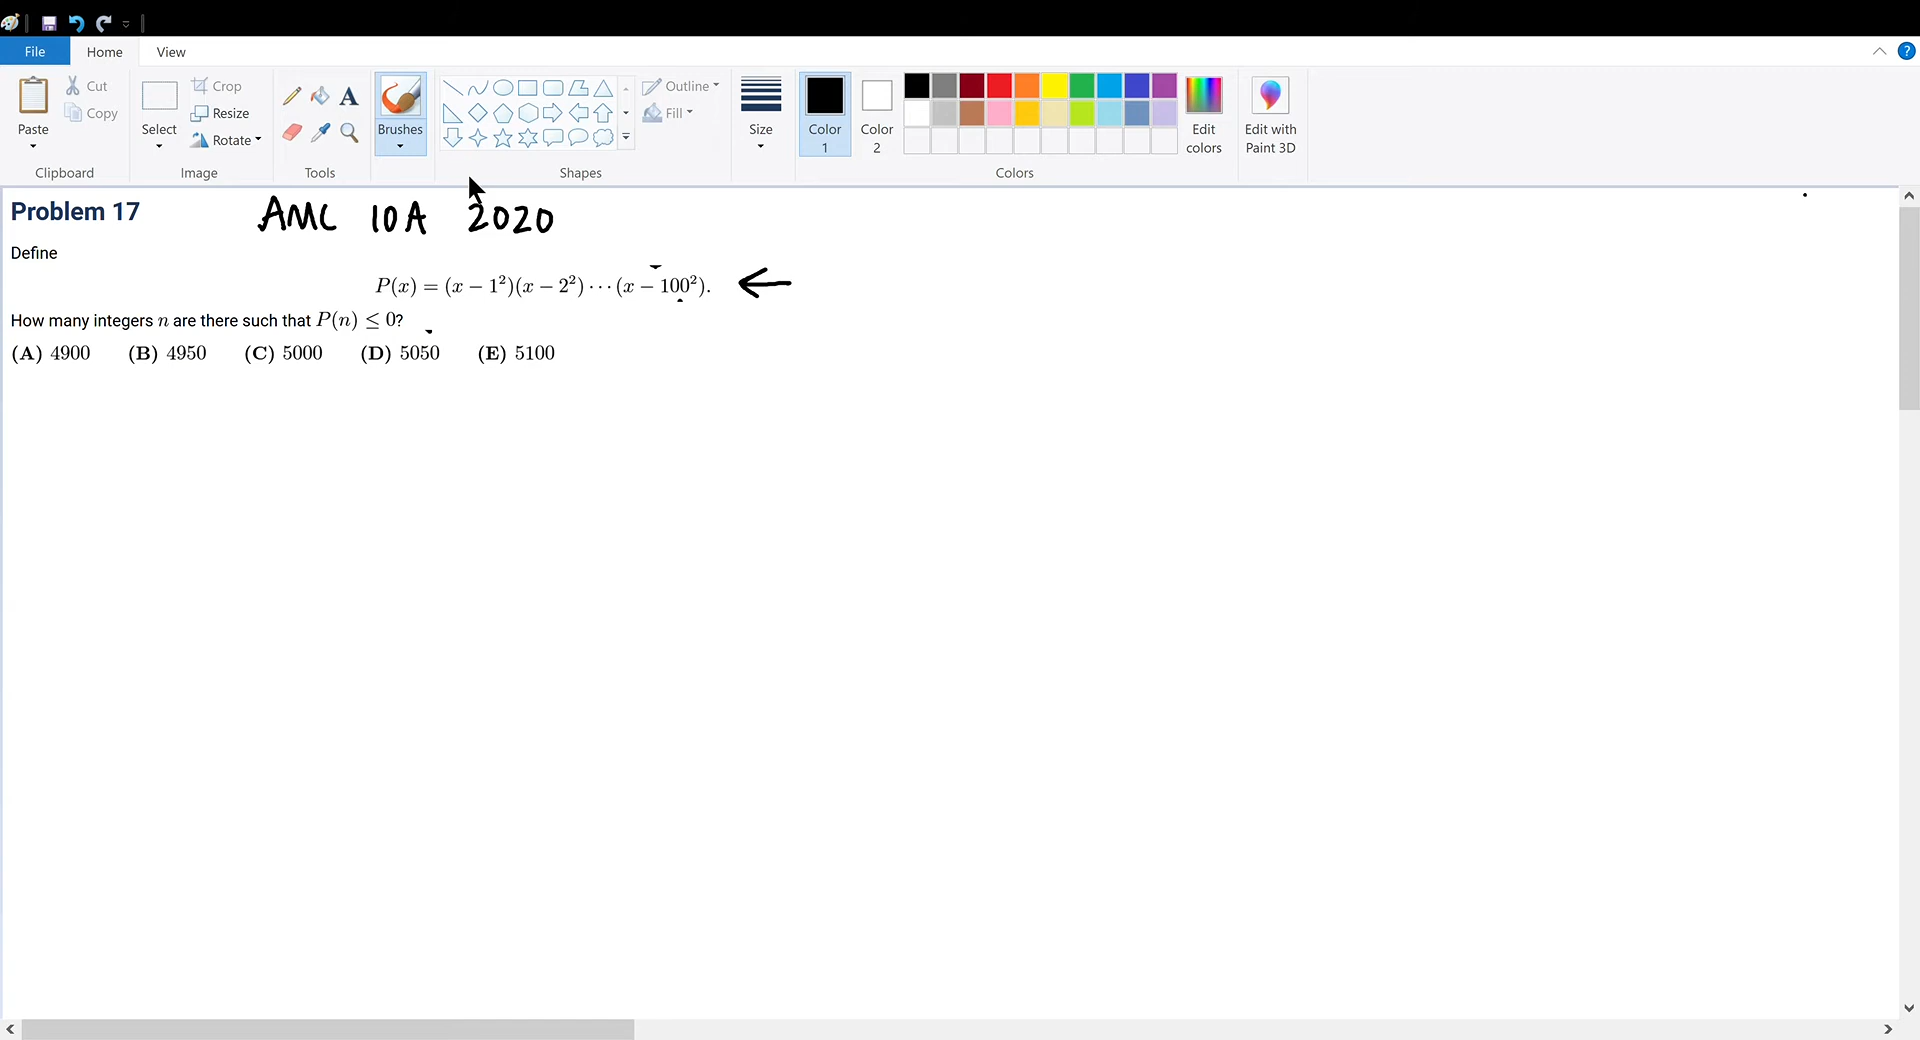 File Home View
Paste Cut Copy Select Crop Resize Rotate Brushes Outline Fill Size Color 1 Color 2 Edit colors Edit with Paint 3D
Clipboard Image Tools Shapes Colors
Problem 17 AMC 10A 2020
Define
P(x) = (x − 1²)(x − 2²) ⋯ (x − 100²). ←
How many integers n are there such that P(n) ≤ 0?
(A) 4900 (B) 4950 (C) 5000 (D) 5050 (E) 5100